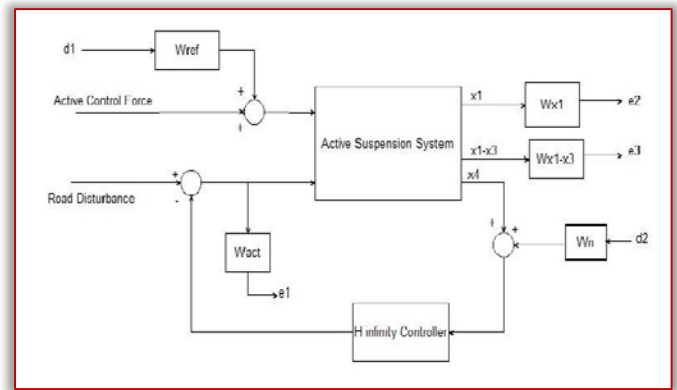 d1
Wref
+
Active Control Force
+
Active Suspension System
x1
Wx1
e2
x1-x3
Wx1-x3
e3
x4
+
-
Road Disturbance
Wact
e1
+
+
Wn
d2
H infinity Controller